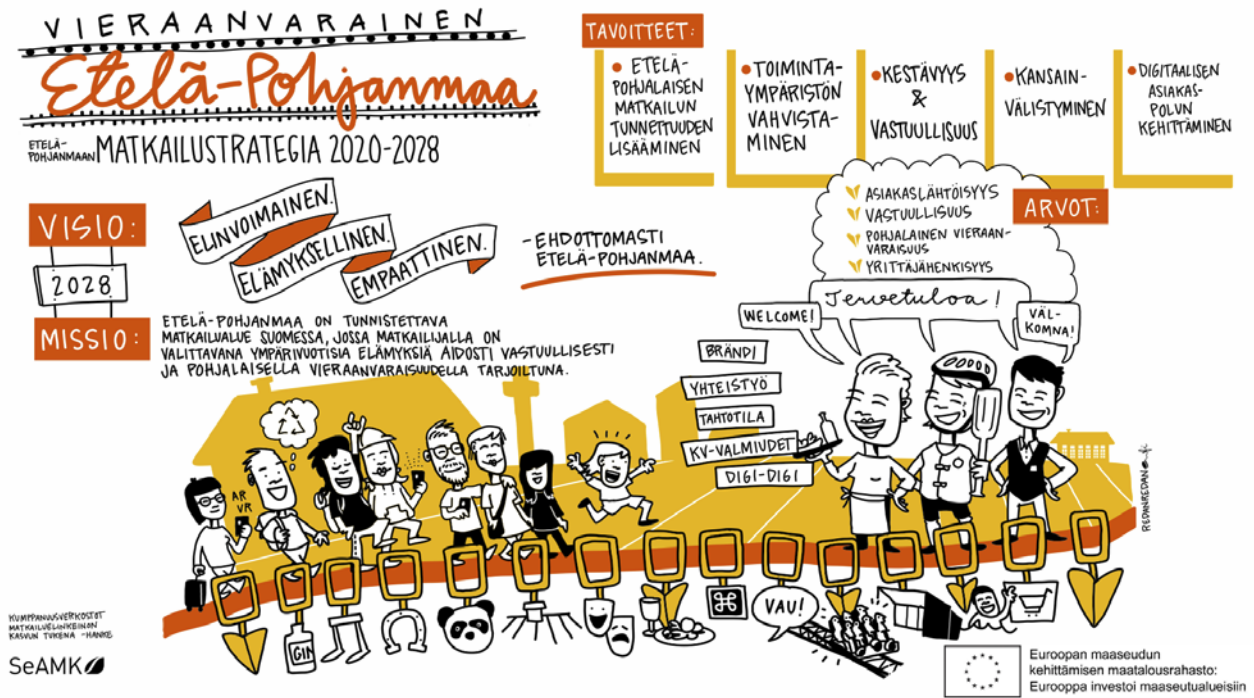 VIERAANVARAINEN
Etelä-Pohjanmaa
ETELÄ-
POHJANMAAN MATKAILUSTRATEGIA 2020-2028
TAVOITTEET:
• ETELÄ-
POHJALAISEN
MATKAILUN
TUNNETTUUDEN
LISÄÄMINEN
• TOIMINTA-
YMPÄRISTÖN
VAHVISTA-
MINEN
• KESTÄVYYS
&
VASTUULLISUUS
• KANSAIN-
VÄLISTYMINEN
• DIGITAALISEN
ASIAKAS-
POLUN
KEHITTÄMINEN
VISIO:
2028
ELINVOIMAINEN.
ELÄMYKSELLINEN.
EMPAATTINEN.
-EHDOTTOMASTI
ETELÄ-POHJANMAA.
ARVOT:
ASIAKASLÄHTÖISYYS
VASTUULLISUUS
POHJALAINEN VIERAAN-
VARAISUUS
YRITTÄJÄHENKISYYS
MISSIO:
ETELÄ-POHJANMAA ON TUNNISTETTAVA
MATKAILUALUE SUOMESSA, JOSSA MATKAILIJALLA ON
VALITTAVANA YMPÄRIVUOTISIA ELÄMYKSIÄ AIDOSTI VASTUULLISESTI
JA POHJALAISELLA VIERAANVARAISUUDELLA TARJOILTUNA.
WELCOME!
Tervetuloa!
VÄL-
KOMNA!
BRÄNDI
YHTEISTYÖ
TAHTOTILA
KV-VALMIUDET
DIGI-DIGI
AR
VR
REDANREDAN
GIN
VAU!
KUMPPANUUSVERKOSTOT
MATKAILUELINKEINON
KASVUN TUKENA -HANKE
SeAMK
Euroopan maaseudun
kehittämisen maatalousrahasto:
Eurooppa investoi maaseutualueisiin